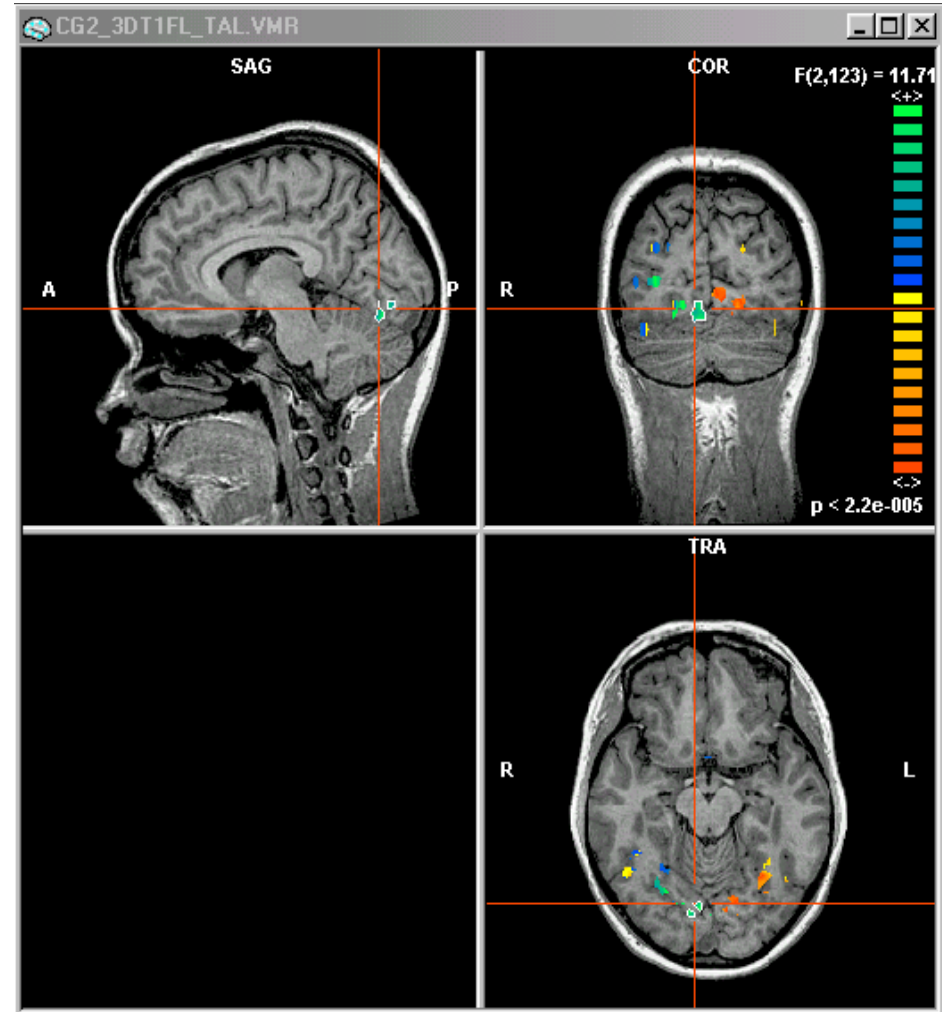 CG2_3DT1FL_TAL.VMR
SAG
A
P
COR
F(2,123) = 11.71
<+>
R
<->
p < 2.2e-005
TRA
R
L